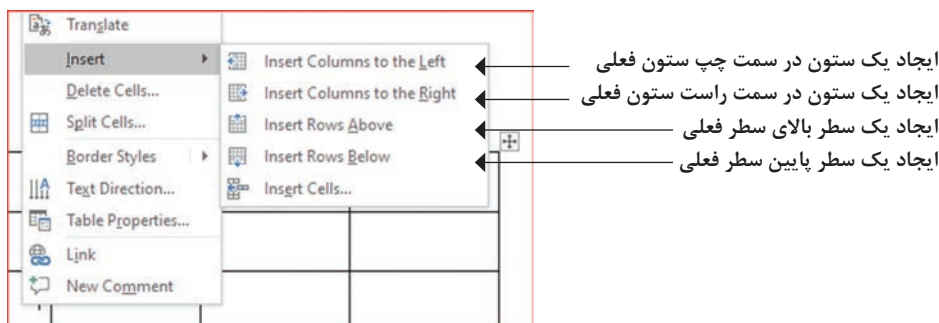 Translate
Insert
Delete Cells...
Split Cells...
Border Styles
Text Direction...
Table Properties...
Link
New Comment
Insert Columns to the Left
Insert Columns to the Right
Insert Rows Above
Insert Rows Below
Insert Cells...
ایجاد یک ستون در سمت چپ ستون فعلی
ایجاد یک ستون در سمت راست ستون فعلی
ایجاد یک سطر بالای سطر فعلی
ایجاد یک سطر پایین سطر فعلی